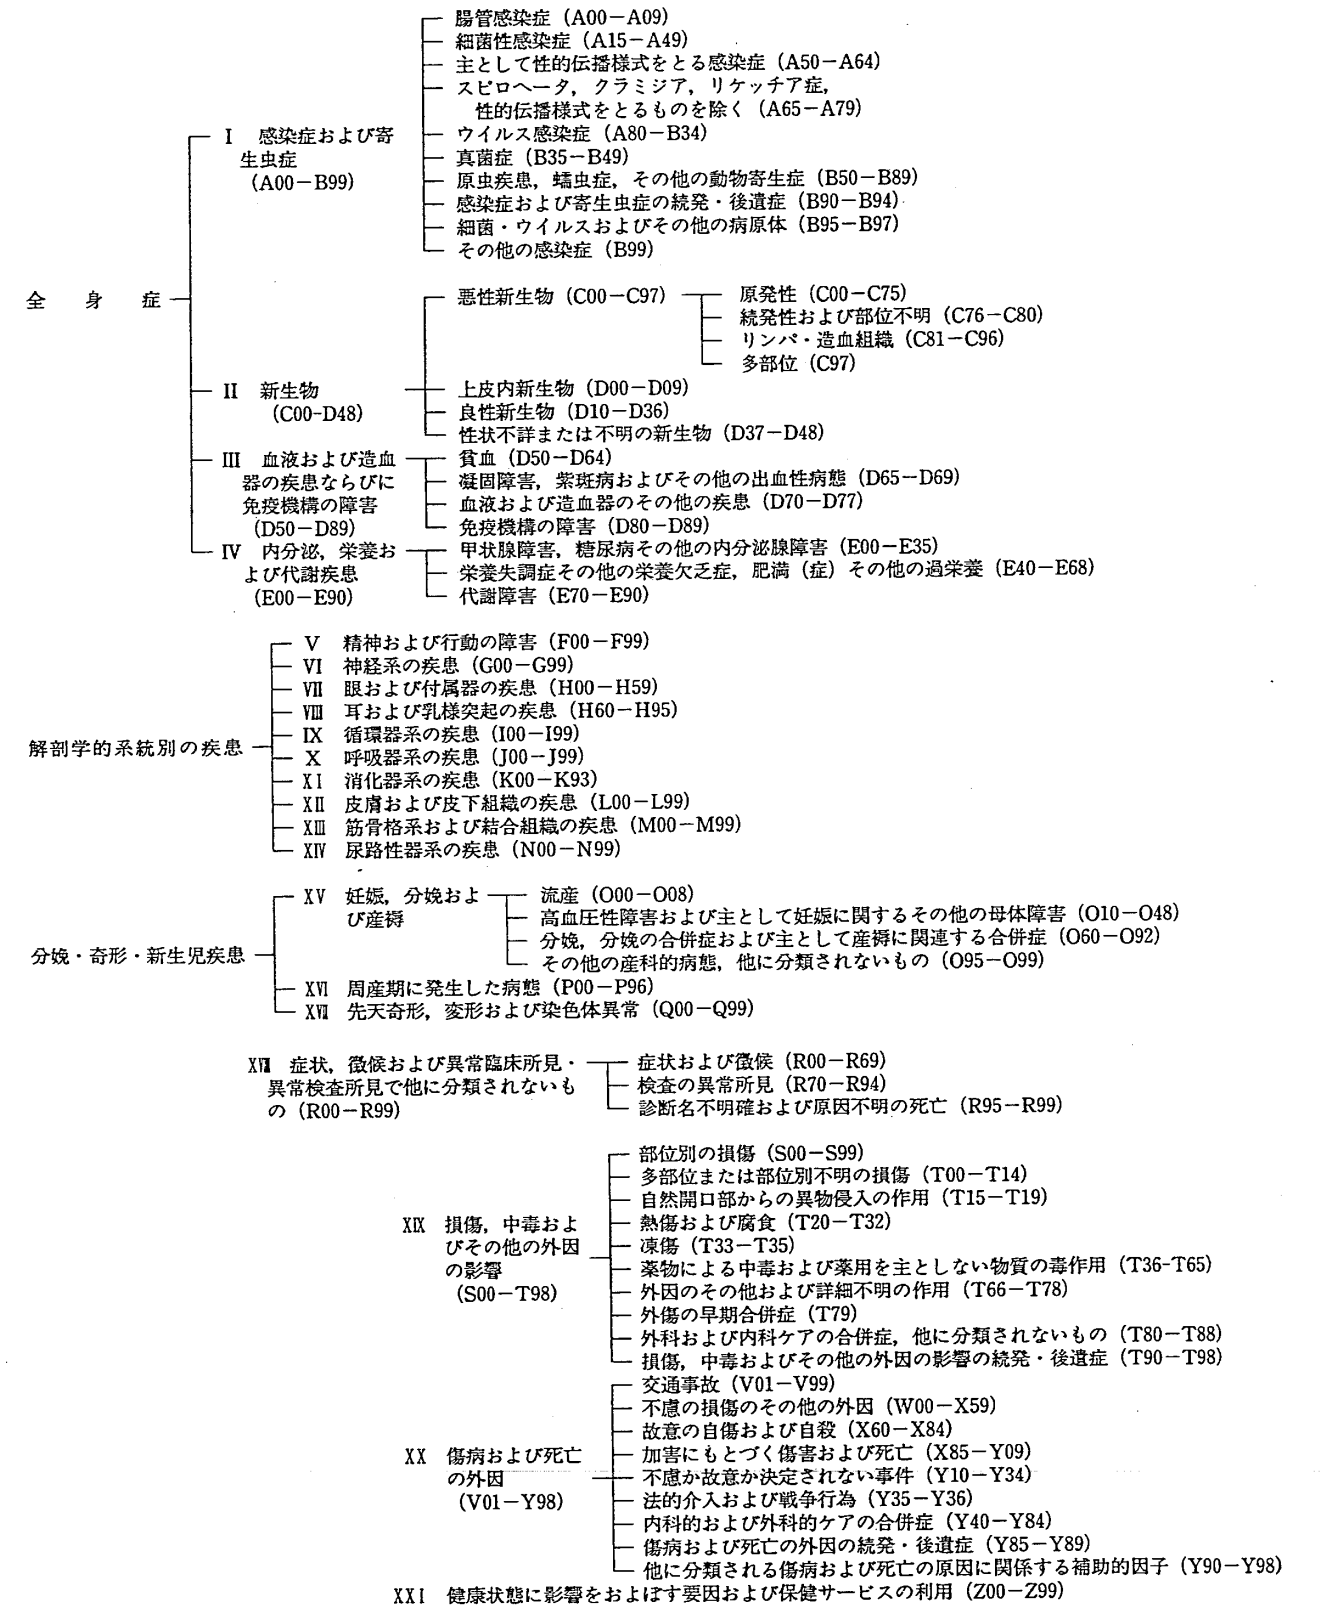 腸管感染症 (A00－A09)
細菌性感染症 (A15－A49)
主として性的伝播様式をとる感染症 (A50－A64)
スピロヘータ，クラミジア，リケッチア症，
性的伝播様式をとるものを除く (A65－A79)
I 感染症および寄
生虫症
(A00－B99)
ウイルス感染症 (A80－B34)
真菌症 (B35－B49)
原虫疾患，蠕虫症，その他の動物寄生症 (B50－B89)
感染症および寄生虫症の続発・後遺症 (B90－B94)
細菌・ウイルスおよびその他の病原体 (B95－B97)
その他の感染症 (B99)
全 身 症
悪性新生物 (C00－C97)
原発性 (C00－C75)
続発性および部位不明 (C76－C80)
リンパ・造血組織 (C81－C96)
多部位 (C97)
II 新生物
(C00-D48)
上皮内新生物 (D00－D09)
良性新生物 (D10－D36)
性状不詳または不明の新生物 (D37－D48)
III 血液および造血
器の疾患ならびに
免疫機構の障害
(D50－D89)
貧血 (D50－D64)
凝固障害，紫斑病およびその他の出血性病態 (D65－D69)
血液および造血器のその他の疾患 (D70－D77)
免疫機構の障害 (D80－D89)
IV 内分泌，栄養お
よび代謝疾患
(E00－E90)
甲状腺障害，糖尿病その他の内分泌腺障害 (E00－E35)
栄養失調症その他の栄養欠乏症，肥満（症）その他の過栄養 (E40－E68)
代謝障害 (E70－E90)
解剖学的系統別の疾患
V 精神および行動の障害 (F00－F99)
VI 神経系の疾患 (G00－G99)
VII 眼および付属器の疾患 (H00－H59)
VIII 耳および乳様突起の疾患 (H60－H95)
IX 循環器系の疾患 (I00－I99)
X 呼吸器系の疾患 (J00－J99)
XI 消化器系の疾患 (K00－K93)
XII 皮膚および皮下組織の疾患 (L00－L99)
XIII 筋骨格系および結合組織の疾患 (M00－M99)
XIV 尿路性器系の疾患 (N00－N99)
分娩・奇形・新生児疾患
XV 妊娠，分娩およ
び産褥
流産 (O00－O08)
高血圧性障害および主として妊娠に関するその他の母体障害 (O10－O48)
分娩，分娩の合併症および主として産褥に関連する合併症 (O60－O92)
その他の産科的病態，他に分類されないもの (O95－O99)
XVI 周産期に発生した病態 (P00－P96)
XVII 先天奇形，変形および染色体異常 (Q00－Q99)
XVIII 症状，徴候および異常臨床所見・
異常検査所見で他に分類されないも
の (R00－R99)
症状および徴候 (R00－R69)
検査の異常所見 (R70－R94)
診断名不明確および原因不明の死亡 (R95－R99)
XIX 損傷，中毒およ
びその他の外因
の影響
(S00－T98)
部位別の損傷 (S00－S99)
多部位または部位別不明の損傷 (T00－T14)
自然開口部からの異物侵入の作用 (T15－T19)
熱傷および腐食 (T20－T32)
凍傷 (T33－T35)
薬物による中毒および薬用を主としない物質の毒作用 (T36-T65)
外因のその他および詳細不明の作用 (T66－T78)
外傷の早期合併症 (T79)
外科および内科ケアの合併症，他に分類されないもの (T80－T88)
損傷，中毒およびその他の外因の影響の続発・後遺症 (T90－T98)
XX 傷病および死亡
の外因
(V01－Y98)
交通事故 (V01－V99)
不慮の損傷のその他の外因 (W00－X59)
故意の自傷および自殺 (X60－X84)
加害にもとづく傷害および死亡 (X85－Y09)
不慮か故意か決定されない事件 (Y10－Y34)
法的介入および戦争行為 (Y35－Y36)
内科的および外科的ケアの合併症 (Y40－Y84)
傷病および死亡の外因の続発・後遺症 (Y85－Y89)
他に分類される傷病および死亡の原因に関係する補助的因子 (Y90－Y98)
XXI 健康状態に影響をおよぼす要因および保健サービスの利用 (Z00－Z99)